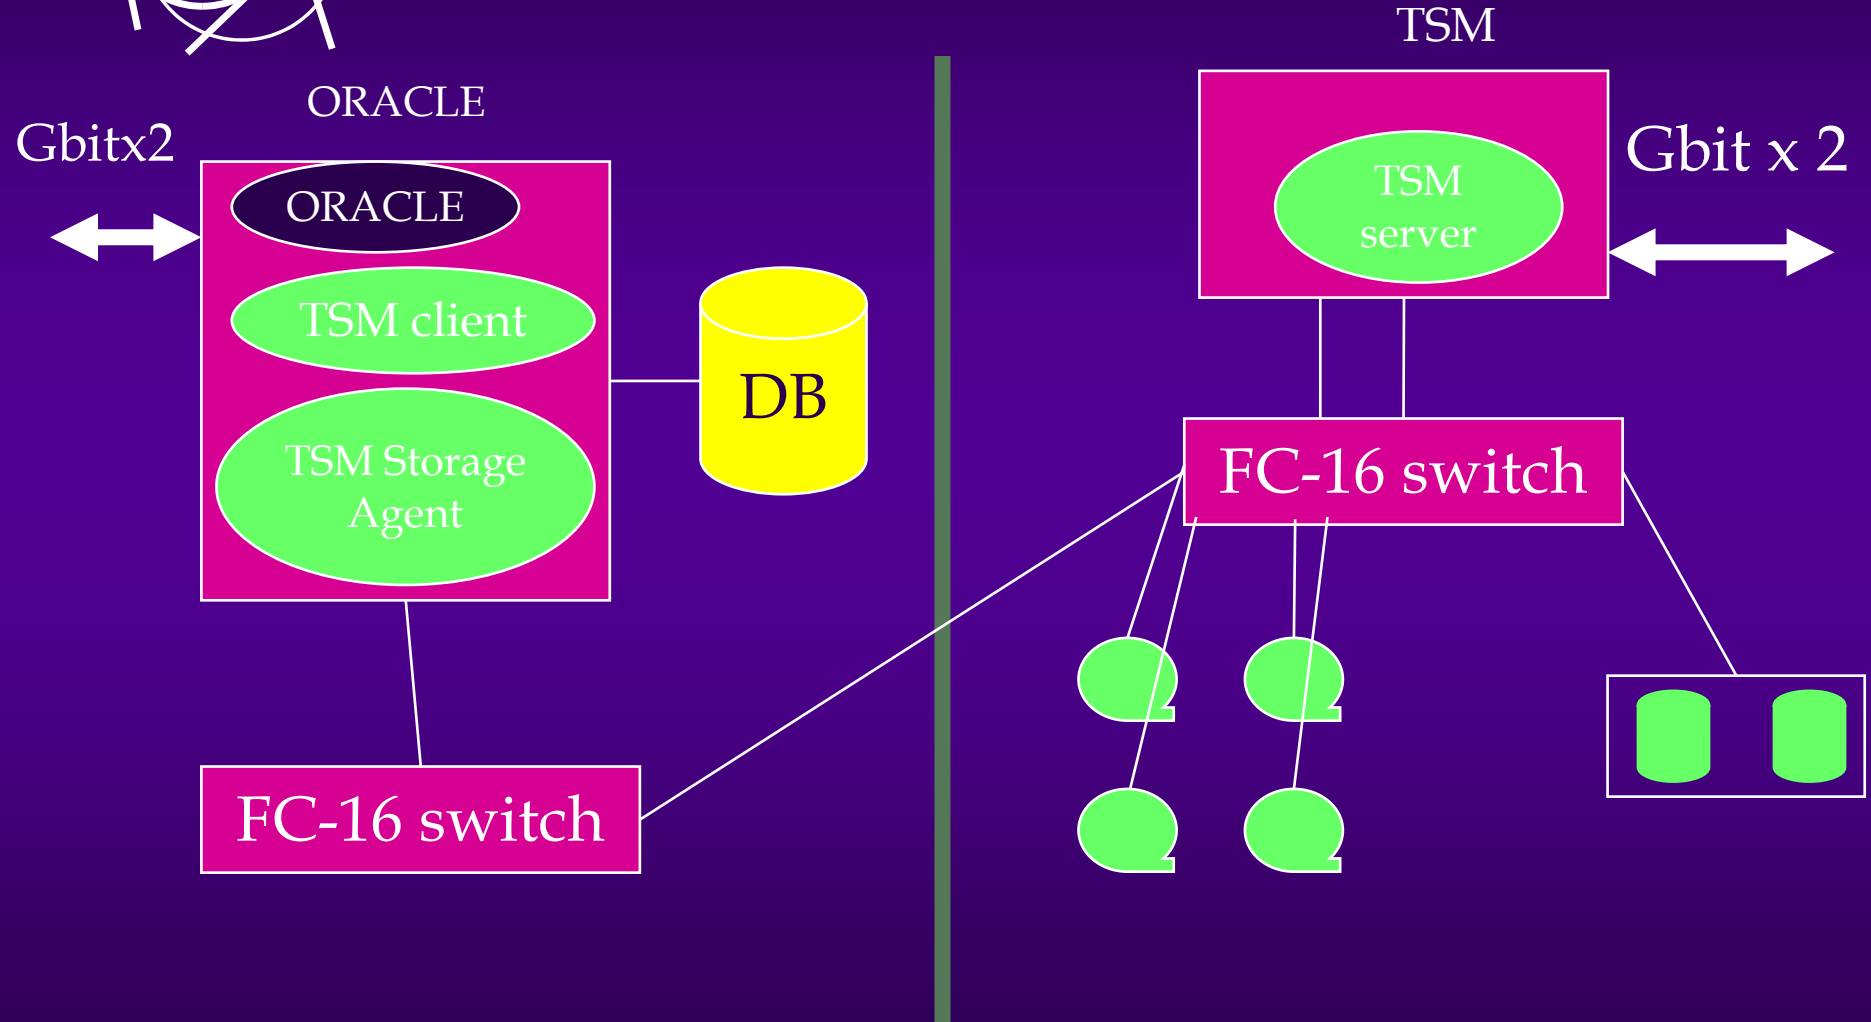 TSM
ORACLE
Gbitx2
ORACLE
TSM client
TSM Storage
Agent
DB
FC-16 switch
TSM
server
Gbit x 2
FC-16 switch